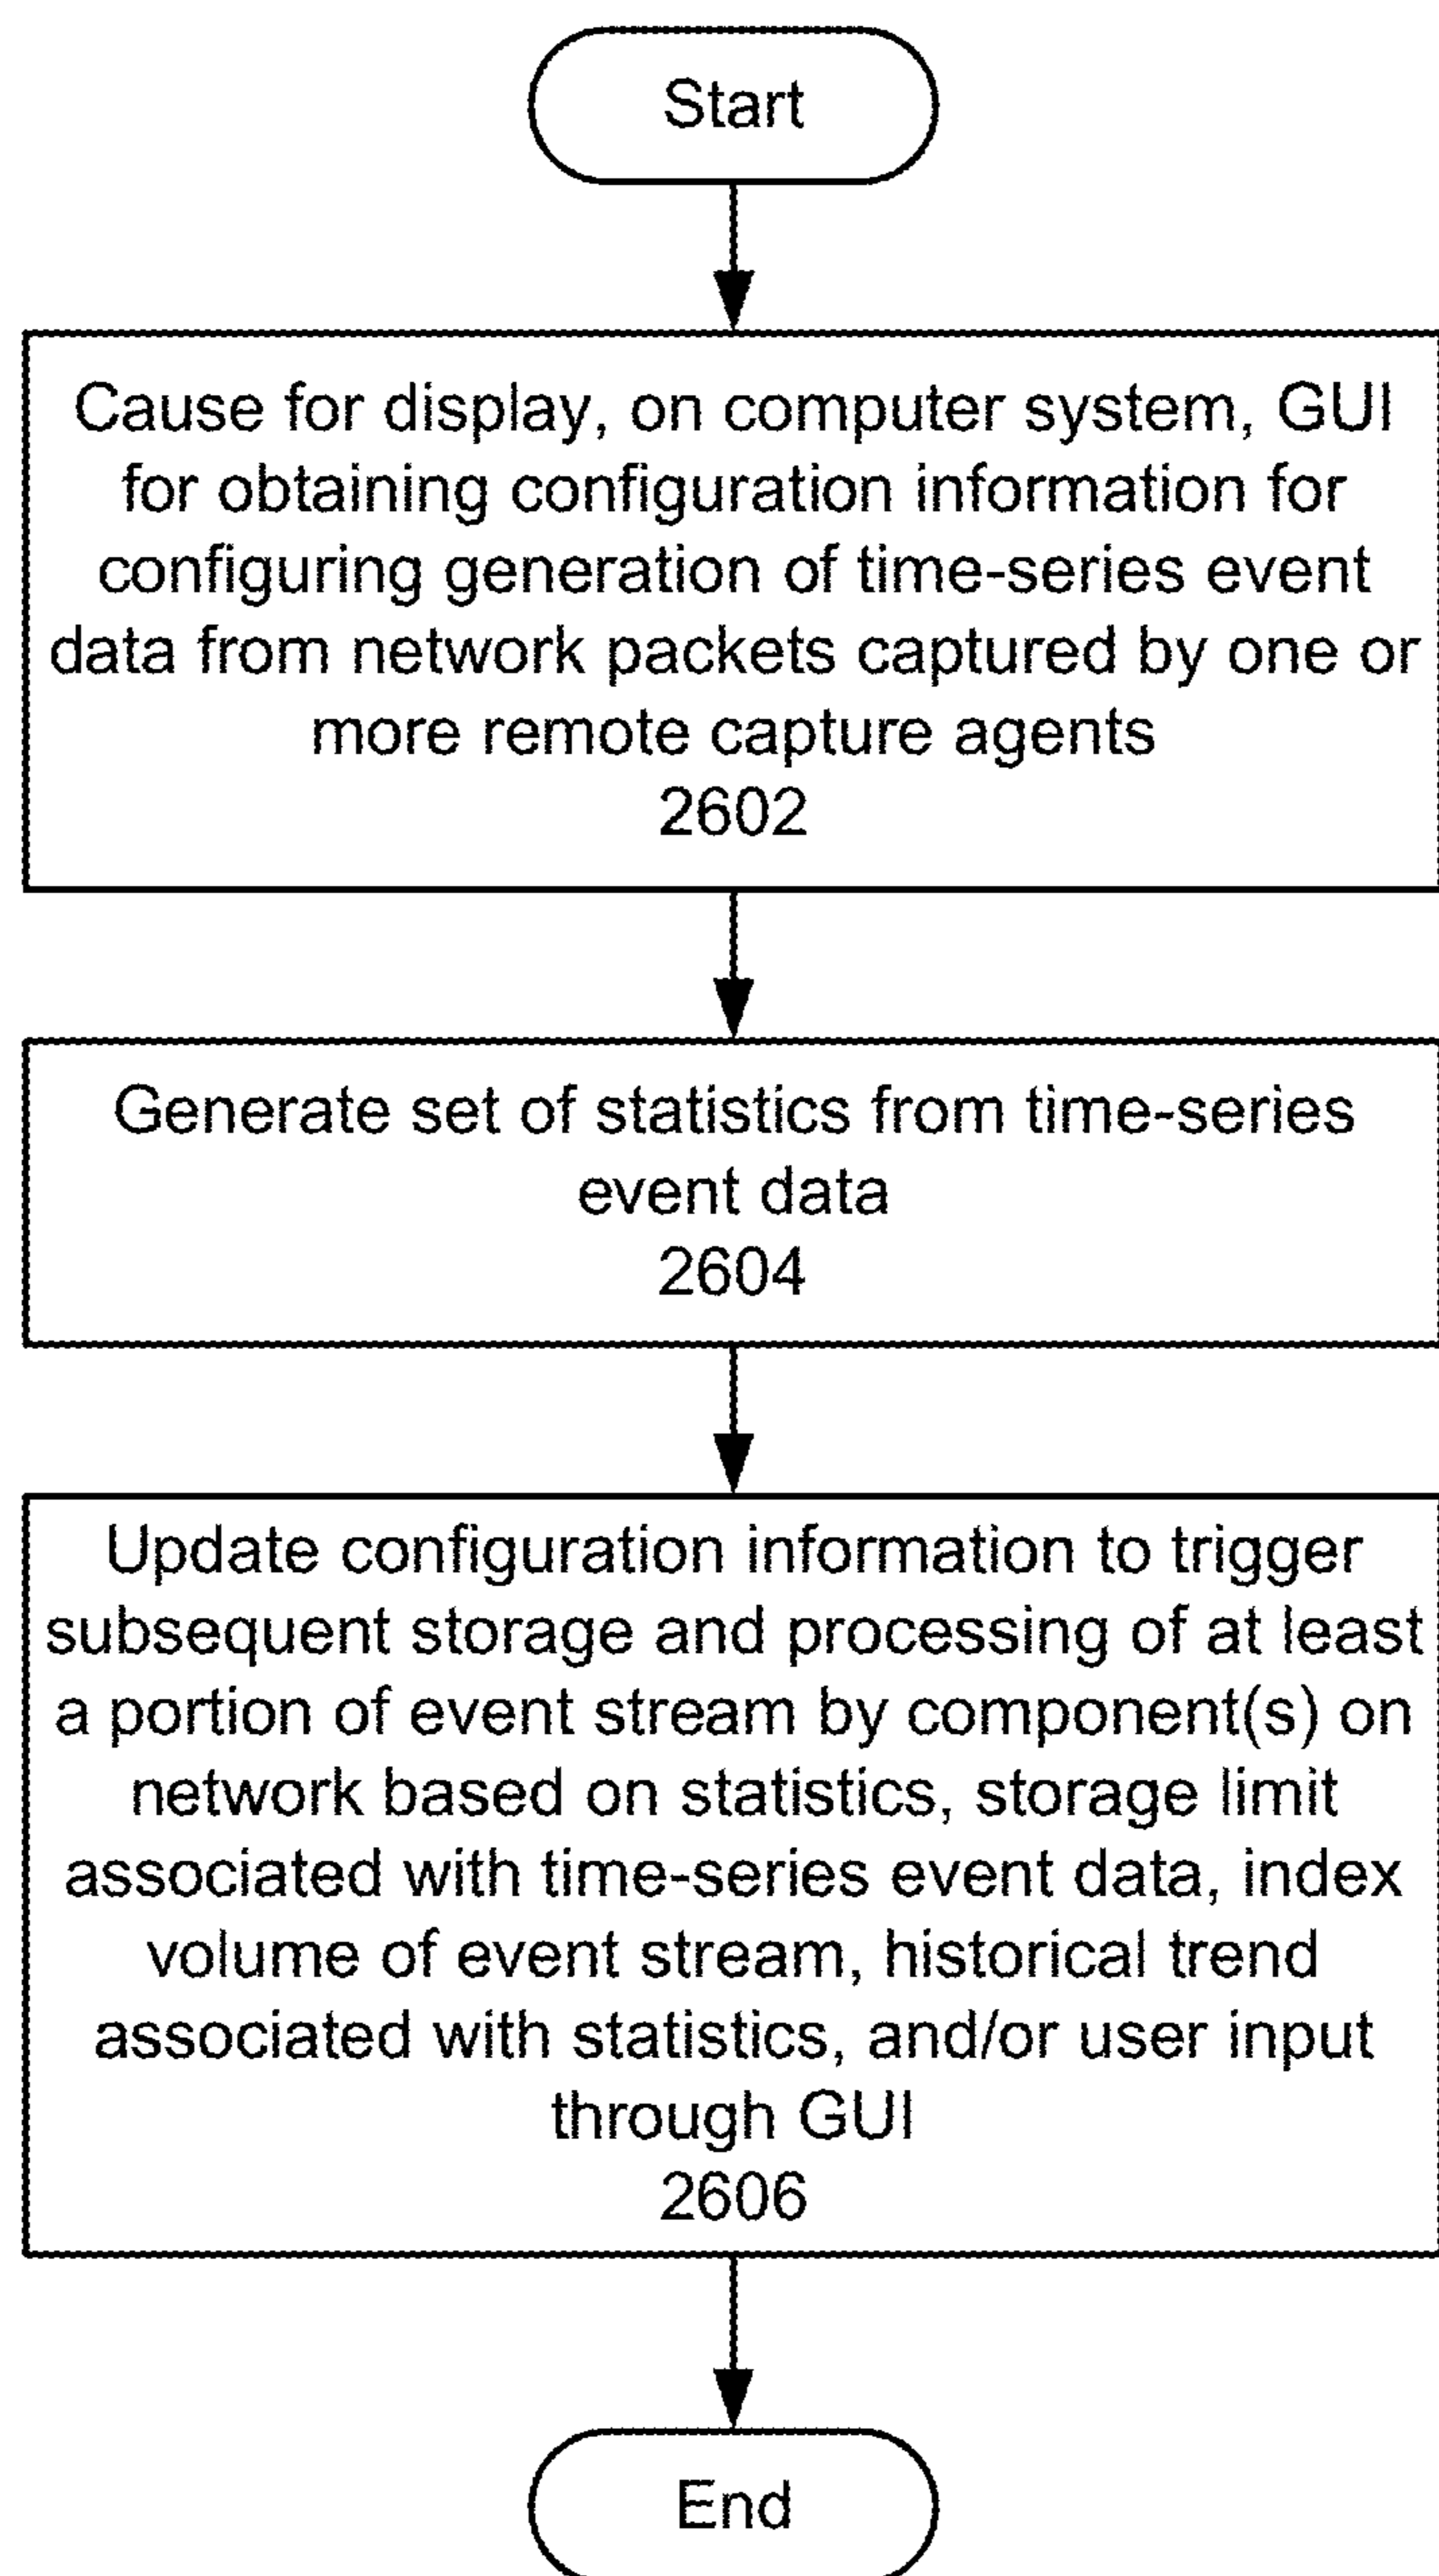 Start
Cause for display, on computer system, GUI
for obtaining configuration information for
configuring generation of time-series event
data from network packets captured by one or
more remote capture agents
2602
Generate set of statistics from time-series
event data
2604
Update configuration information to trigger
subsequent storage and processing of at least
a portion of event stream by component(s) on
network based on statistics, storage limit
associated with time-series event data, index
volume of event stream, historical trend
associated with statistics, and/or user input
through GUI
2606
End